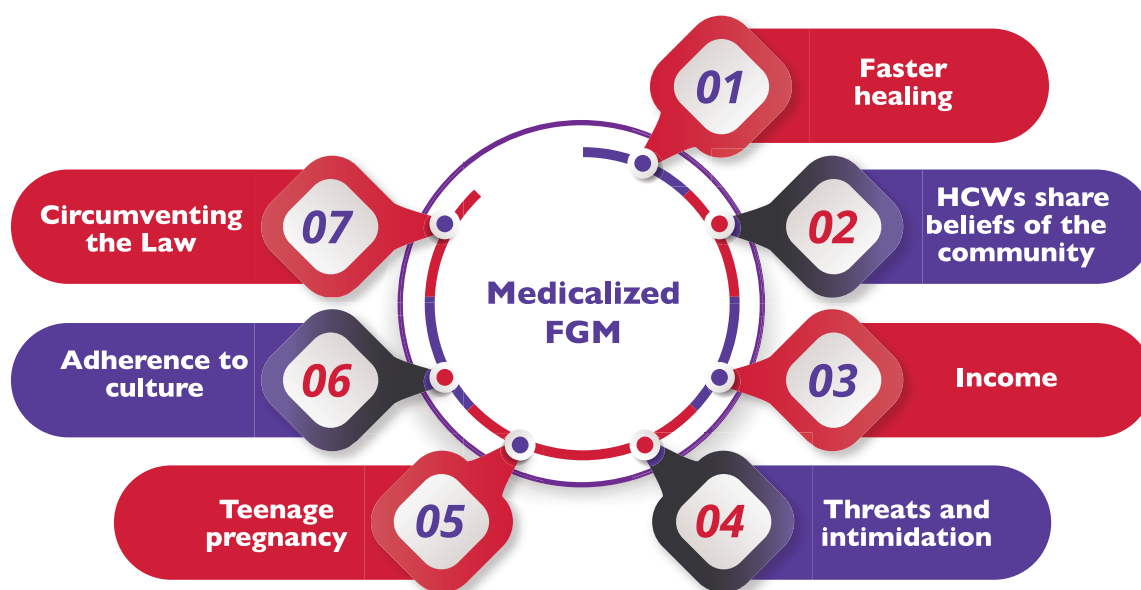 01
Faster
healing
02
HCWs share
beliefs of the
community
03
Income
04
Threats and
intimidation
05
Teenage
pregnancy
06
Adherence to
culture
07
Circumventing
the Law
Medicalized
FGM